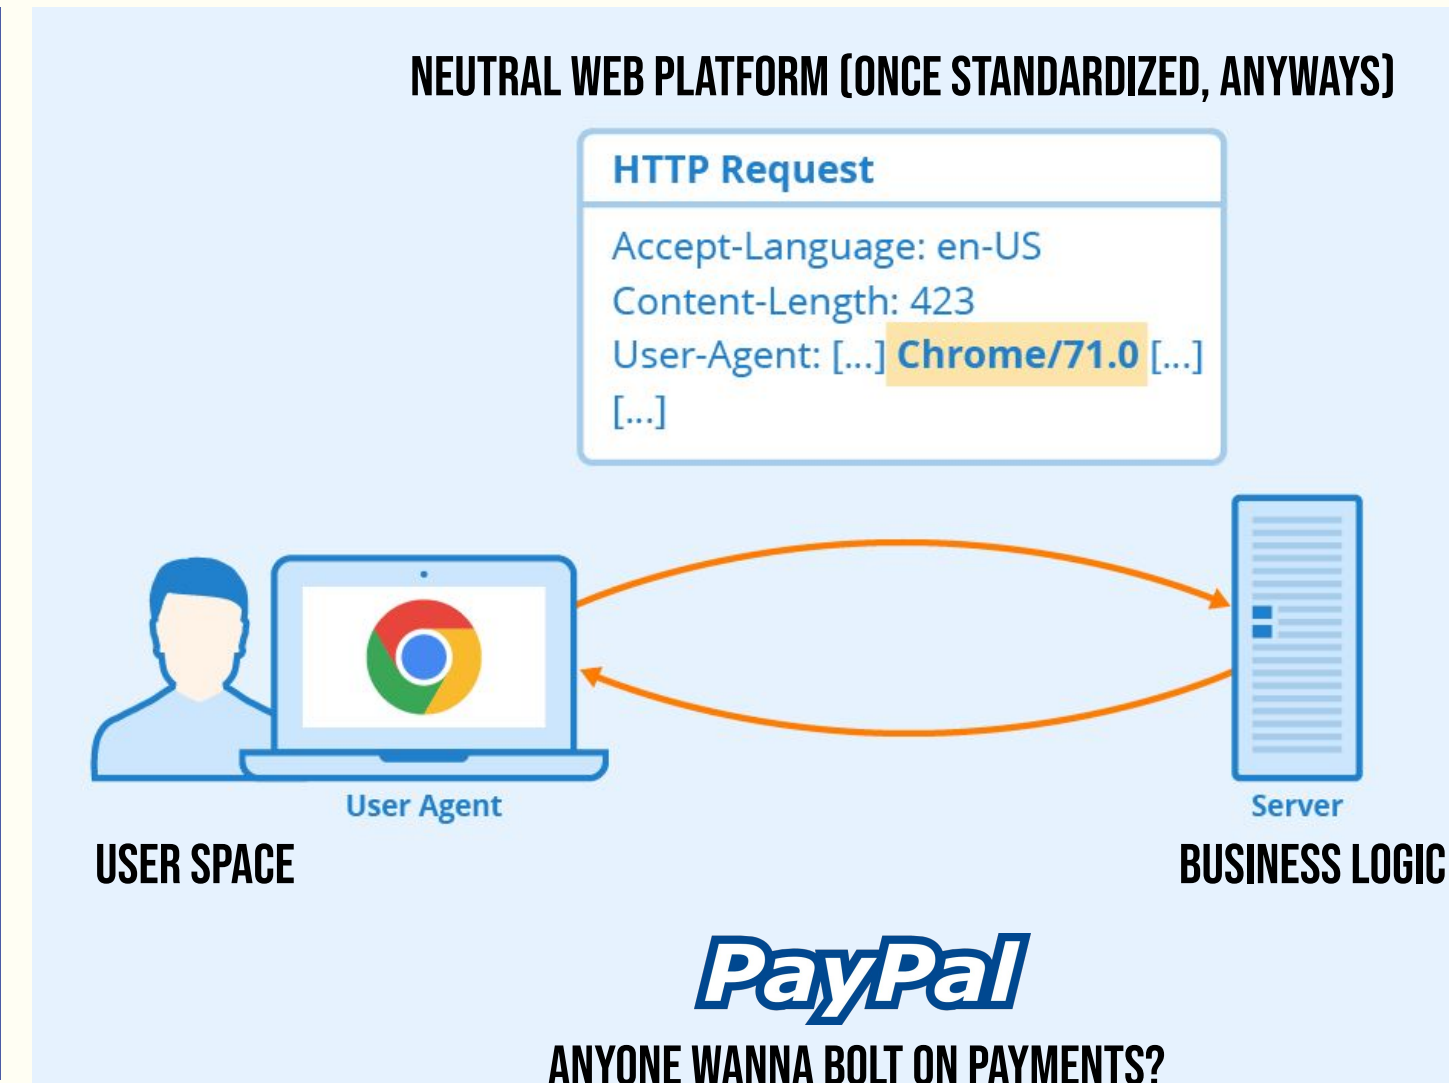 NEUTRAL WEB PLATFORM (ONCE STANDARDIZED, ANYWAYS)
HTTP Request
Accept-Language: en-US
Content-Length: 423
User-Agent: [...] Chrome/71.0 [...]
[...]
User Agent
Server
USER SPACE
BUSINESS LOGIC
PayPal
ANYONE WANNA BOLT ON PAYMENTS?